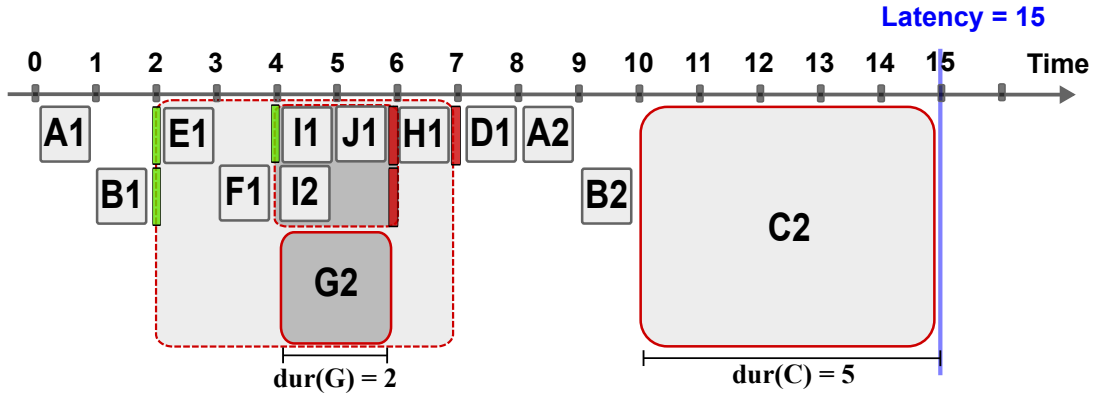 Latency = 15
0 1 2 3 4 5 6 7 8 9 10 11 12 13 14 15 Time
A1 E1 I1 J1 H1 D1 A2
B1 F1 I2 B2
C2
G2
dur(G) = 2 dur(C) = 5